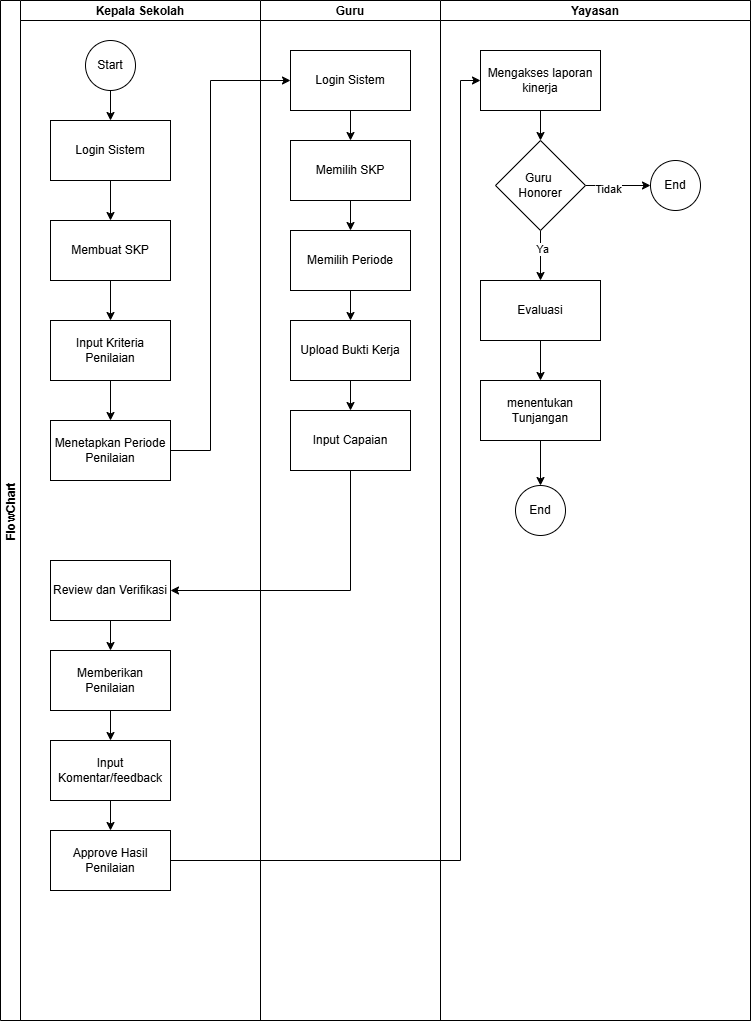 Kepala Sekolah
Guru
Yayasan
FlowChart
Start
Login Sistem
Membuat SKP
Input Kriteria
Penilaian
Menetapkan Periode
Penilaian
Login Sistem
Memilih SKP
Memilih Periode
Upload Bukti Kerja
Input Capaian
Review dan Verifikasi
Memberikan
Penilaian
Input
Komentar/feedback
Approve Hasil
Penilaian
Mengakses laporan
kinerja
Guru
Honorer
Tidak
End
Ya
Evaluasi
menentukan
Tunjangan
End